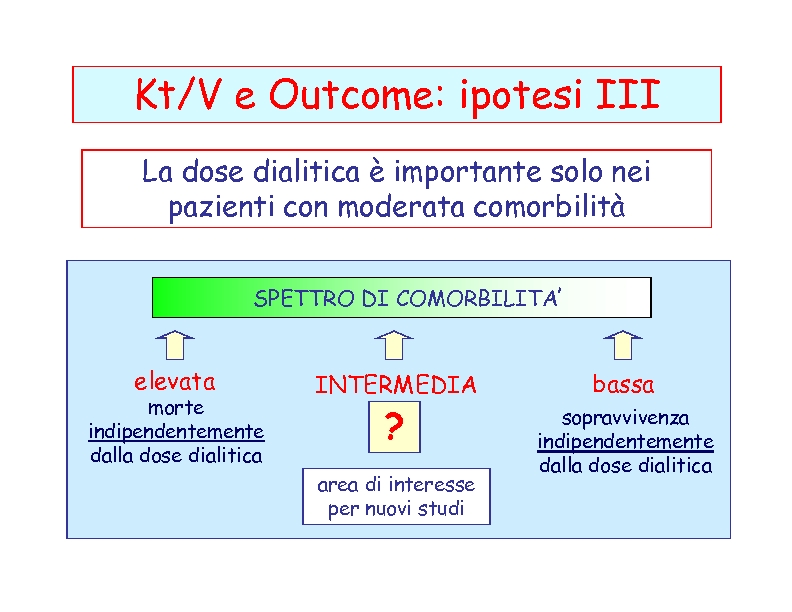 Kt/V e Outcome: ipotesi III
La dose dialitica è importante solo nei
pazienti con moderata comorbilità
SPETTRO DI COMORBILITA’
elevata
morte
indipendentemente
dalla dose dialitica
INTERMEDIA
?
area di interesse
per nuovi studi
bassa
sopravvivenza
indipendentemente
dalla dose dialitica